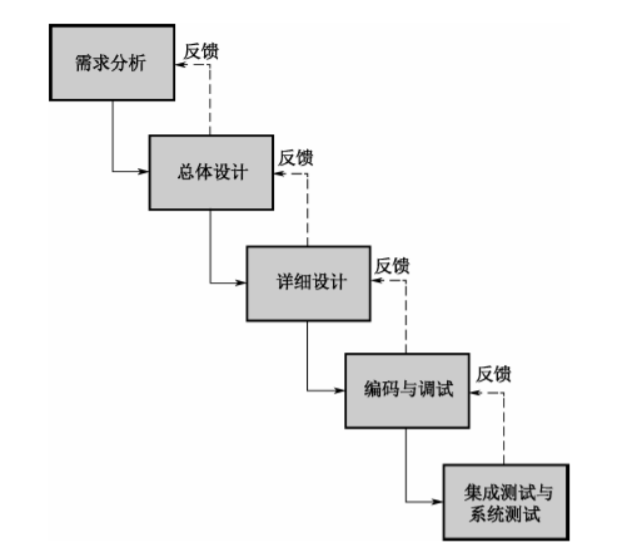 需求分析
反馈
总体设计
反馈
详细设计
反馈
编码与调试
反馈
集成测试与
系统测试